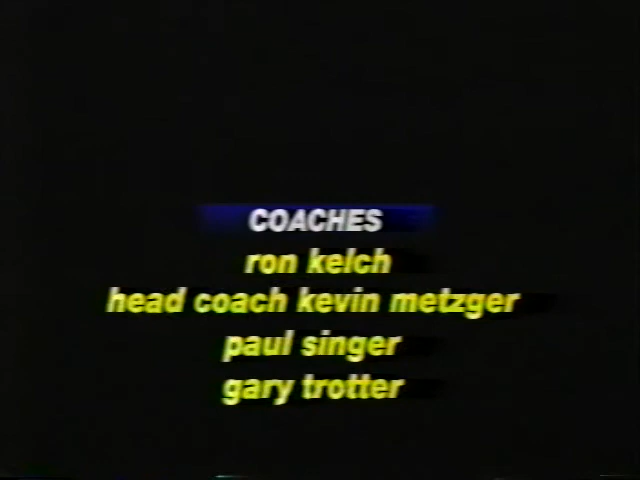 COACHES
ron kelch
head coach kevin metzger
paul singer
gary trotter